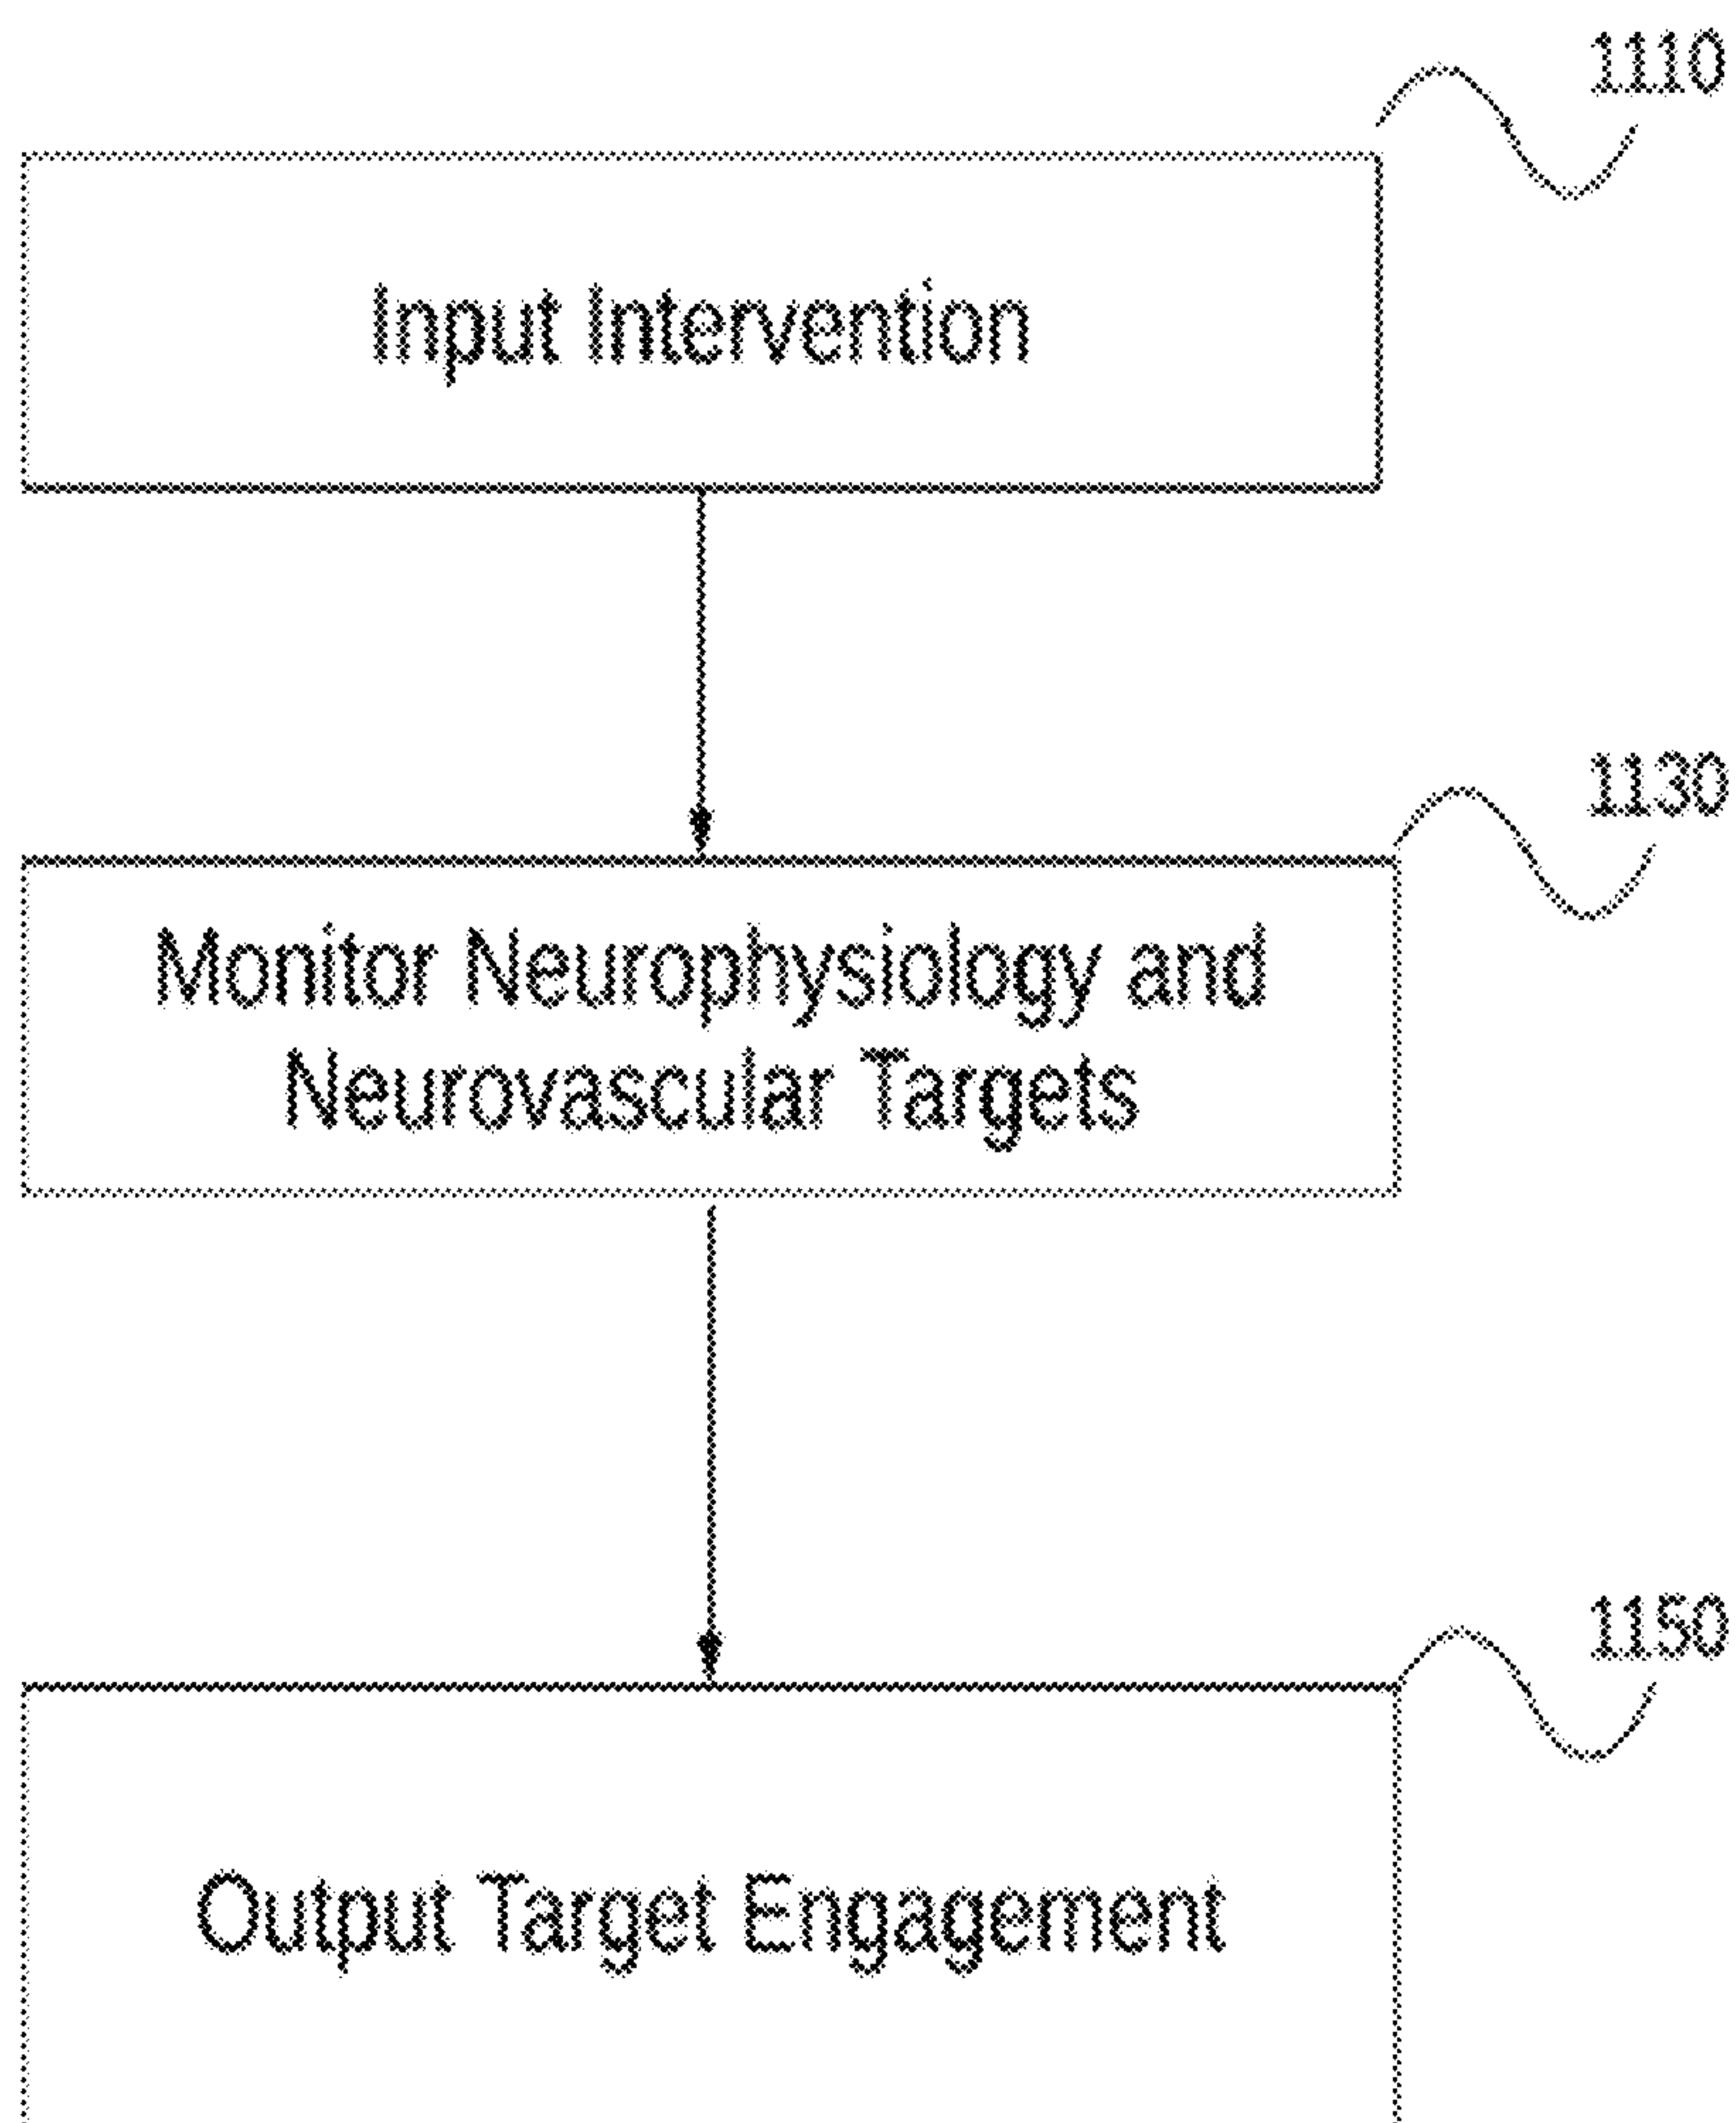 1110
Input Intervention
1130
Monitor Neurophysiology and
Neurovascular Targets
1150
Output Target Engagement